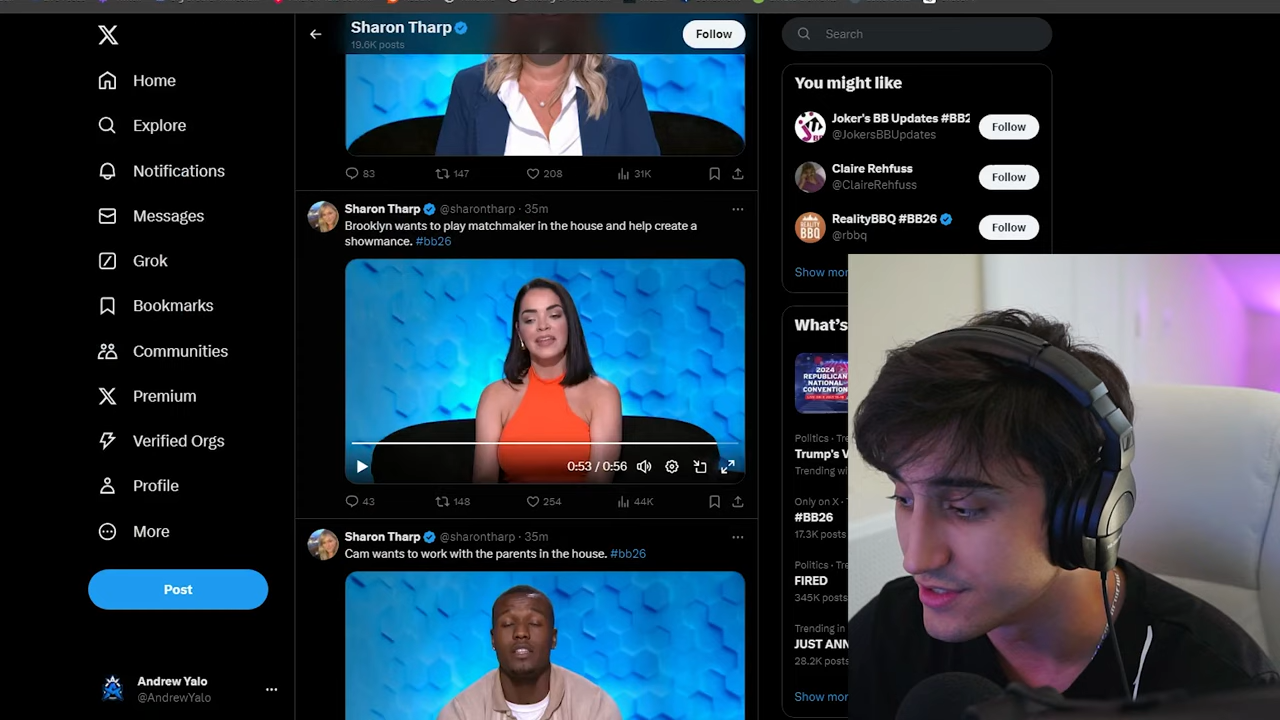 Home
Explore
Notifications
Messages
Grok
Bookmarks
Communities
Premium
Verified Orgs
Profile
More
Post
Andrew Yalo
@AndrewYalo
Sharon Tharp
19.6K posts
Follow
83
147
208
31K
Sharon Tharp @sharontharp · 35m
Brooklyn wants to play matchmaker in the house and help create a
showmance. #bb26
0:53 / 0:56
43
148
254
44K
Sharon Tharp @sharontharp · 35m
Cam wants to work with the parents in the house. #bb26
Search
You might like
Joker's BB Updates #BB2
@JokersBBUpdates
Follow
Claire Rehfuss
@ClaireRehfuss
Follow
RealityBBQ #BB26
@rbbq
Follow
Show mor
What's
2024
REPUBLICAN
NATIONAL
CONVENTION
Politics · T
Trump's V
Trending wi
Only on X · T
#BB26
17.3K posts
Politics · T
FIRED
345K posts
Trending in
JUST ANN
28.2K posts
Show mor